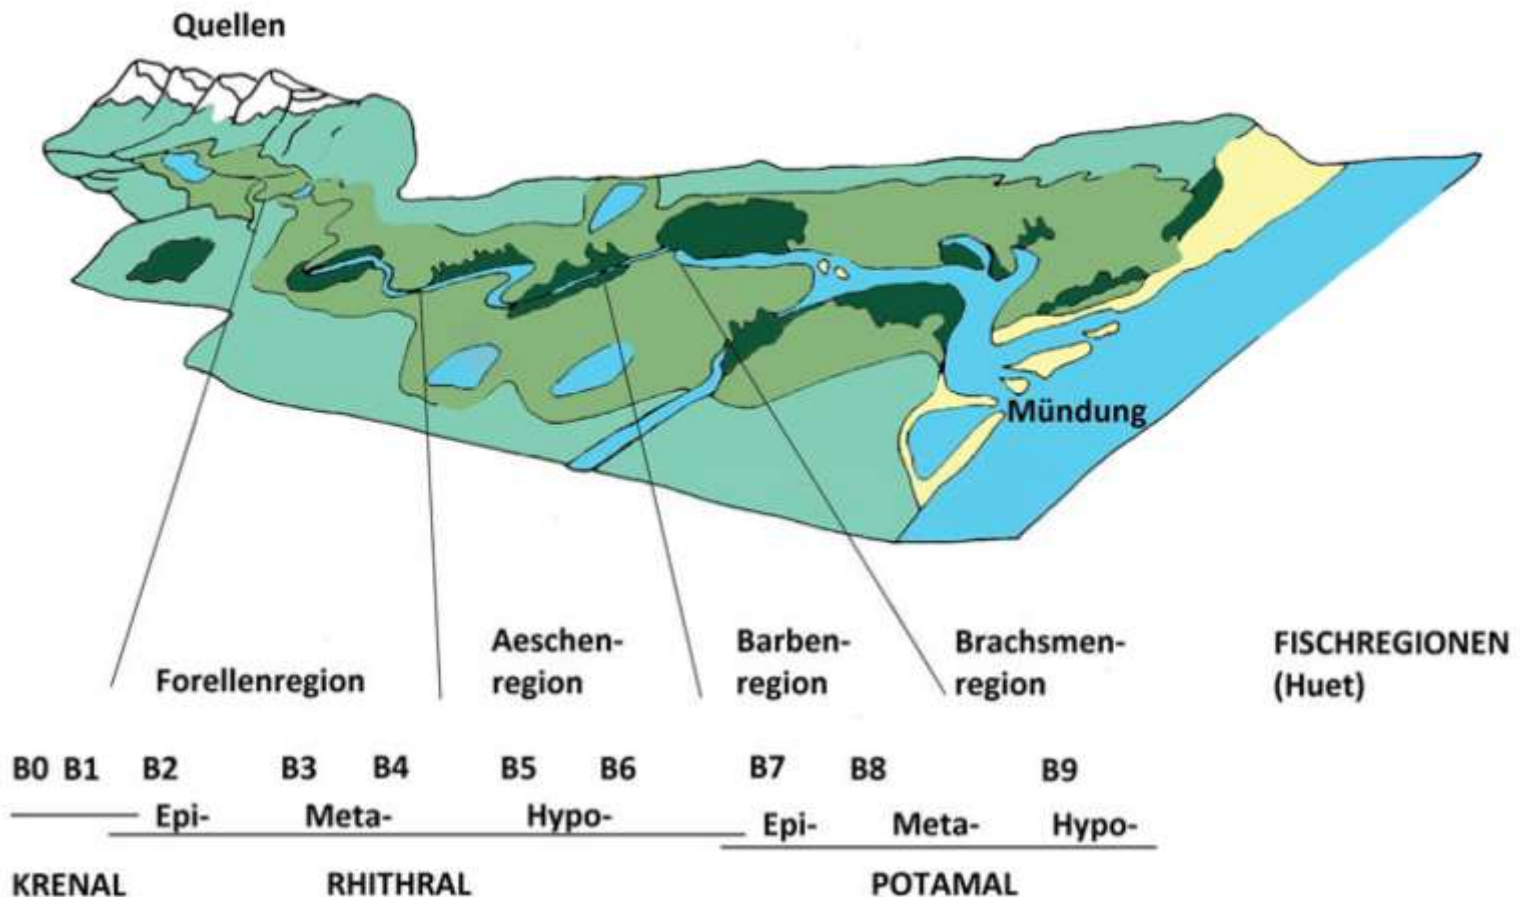 Quellen
Mündung
Forellenregion
Aeschen-
region
Barben-
region
Brachsmen-
region
FISCHREGIONEN
(Huet)
B0 B1 B2 B3 B4 B5 B6 B7 B8 B9
Epi- Meta- Hypo- Epi- Meta- Hypo-
KRENAL RHITHRAL POTAMAL